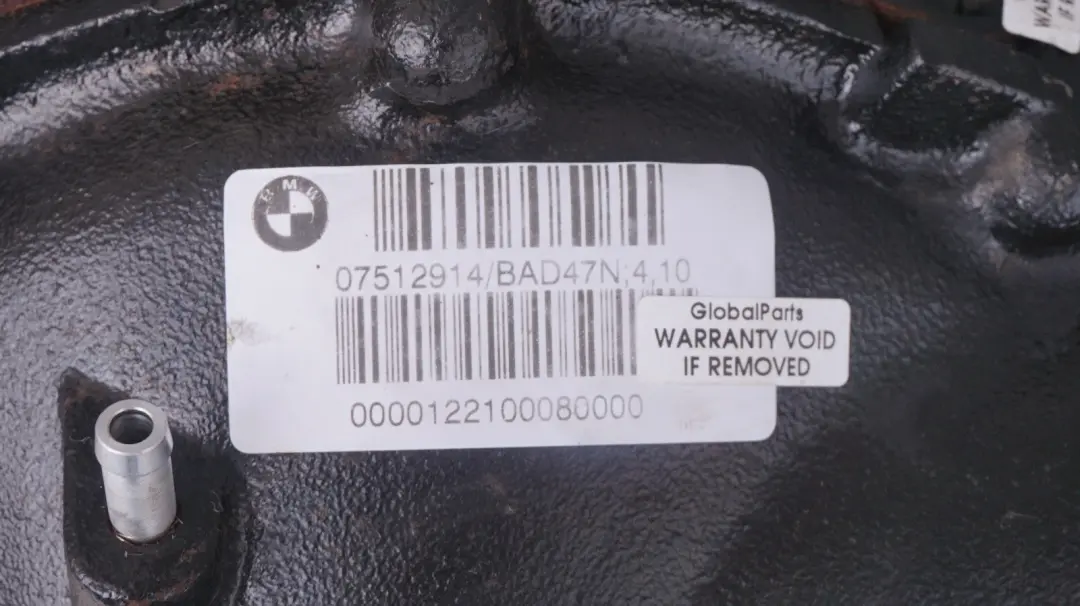 BMW
07512914/BAD47N;4,10
GlobalParts
WARRANTY VOID
IF REMOVED
0000122100080000